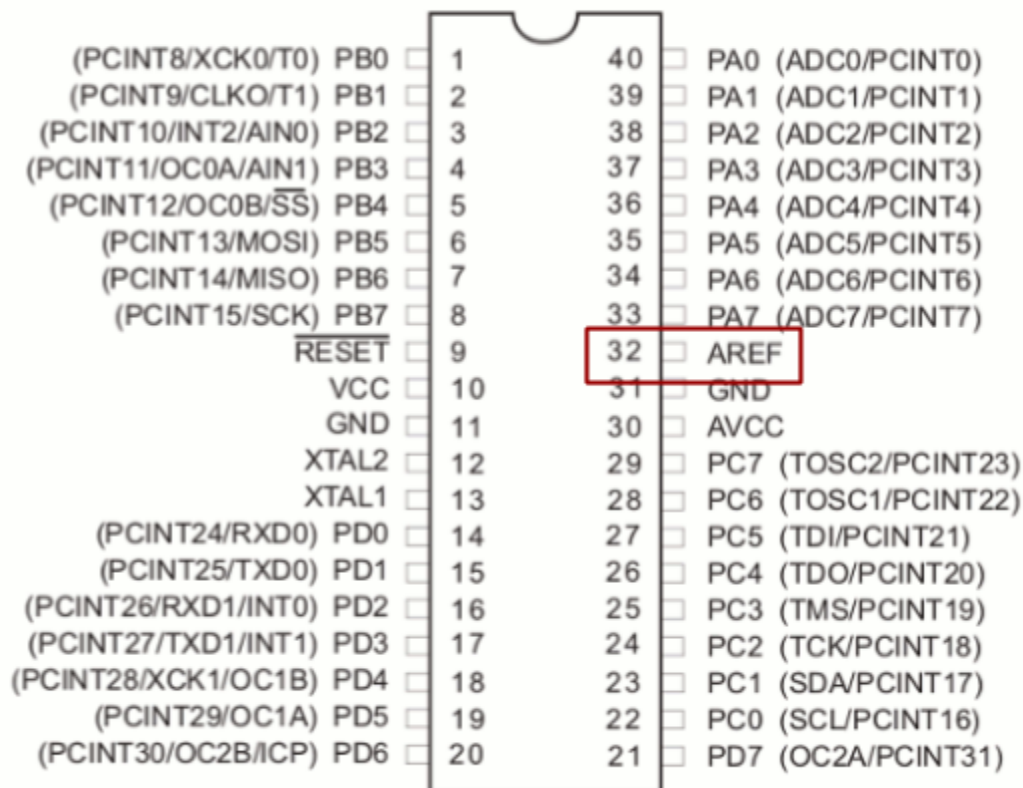 (PCINT8/XCK0/T0) PB0 1 40 PA0 (ADC0/PCINT0)
(PCINT9/CLKO/T1) PB1 2 39 PA1 (ADC1/PCINT1)
(PCINT10/INT2/AIN0) PB2 3 38 PA2 (ADC2/PCINT2)
(PCINT11/OC0A/AIN1) PB3 4 37 PA3 (ADC3/PCINT3)
(PCINT12/OC0B/S̅S̅) PB4 5 36 PA4 (ADC4/PCINT4)
(PCINT13/MOSI) PB5 6 35 PA5 (ADC5/PCINT5)
(PCINT14/MISO) PB6 7 34 PA6 (ADC6/PCINT6)
(PCINT15/SCK) PB7 8 33 PA7 (ADC7/PCINT7)
R̅E̅S̅E̅T̅ 9 32 AREF
VCC 10 31 GND
GND 11 30 AVCC
XTAL2 12 29 PC7 (TOSC2/PCINT23)
XTAL1 13 28 PC6 (TOSC1/PCINT22)
(PCINT24/RXD0) PD0 14 27 PC5 (TDI/PCINT21)
(PCINT25/TXD0) PD1 15 26 PC4 (TDO/PCINT20)
(PCINT26/RXD1/INT0) PD2 16 25 PC3 (TMS/PCINT19)
(PCINT27/TXD1/INT1) PD3 17 24 PC2 (TCK/PCINT18)
(PCINT28/XCK1/OC1B) PD4 18 23 PC1 (SDA/PCINT17)
(PCINT29/OC1A) PD5 19 22 PC0 (SCL/PCINT16)
(PCINT30/OC2B/ICP) PD6 20 21 PD7 (OC2A/PCINT31)